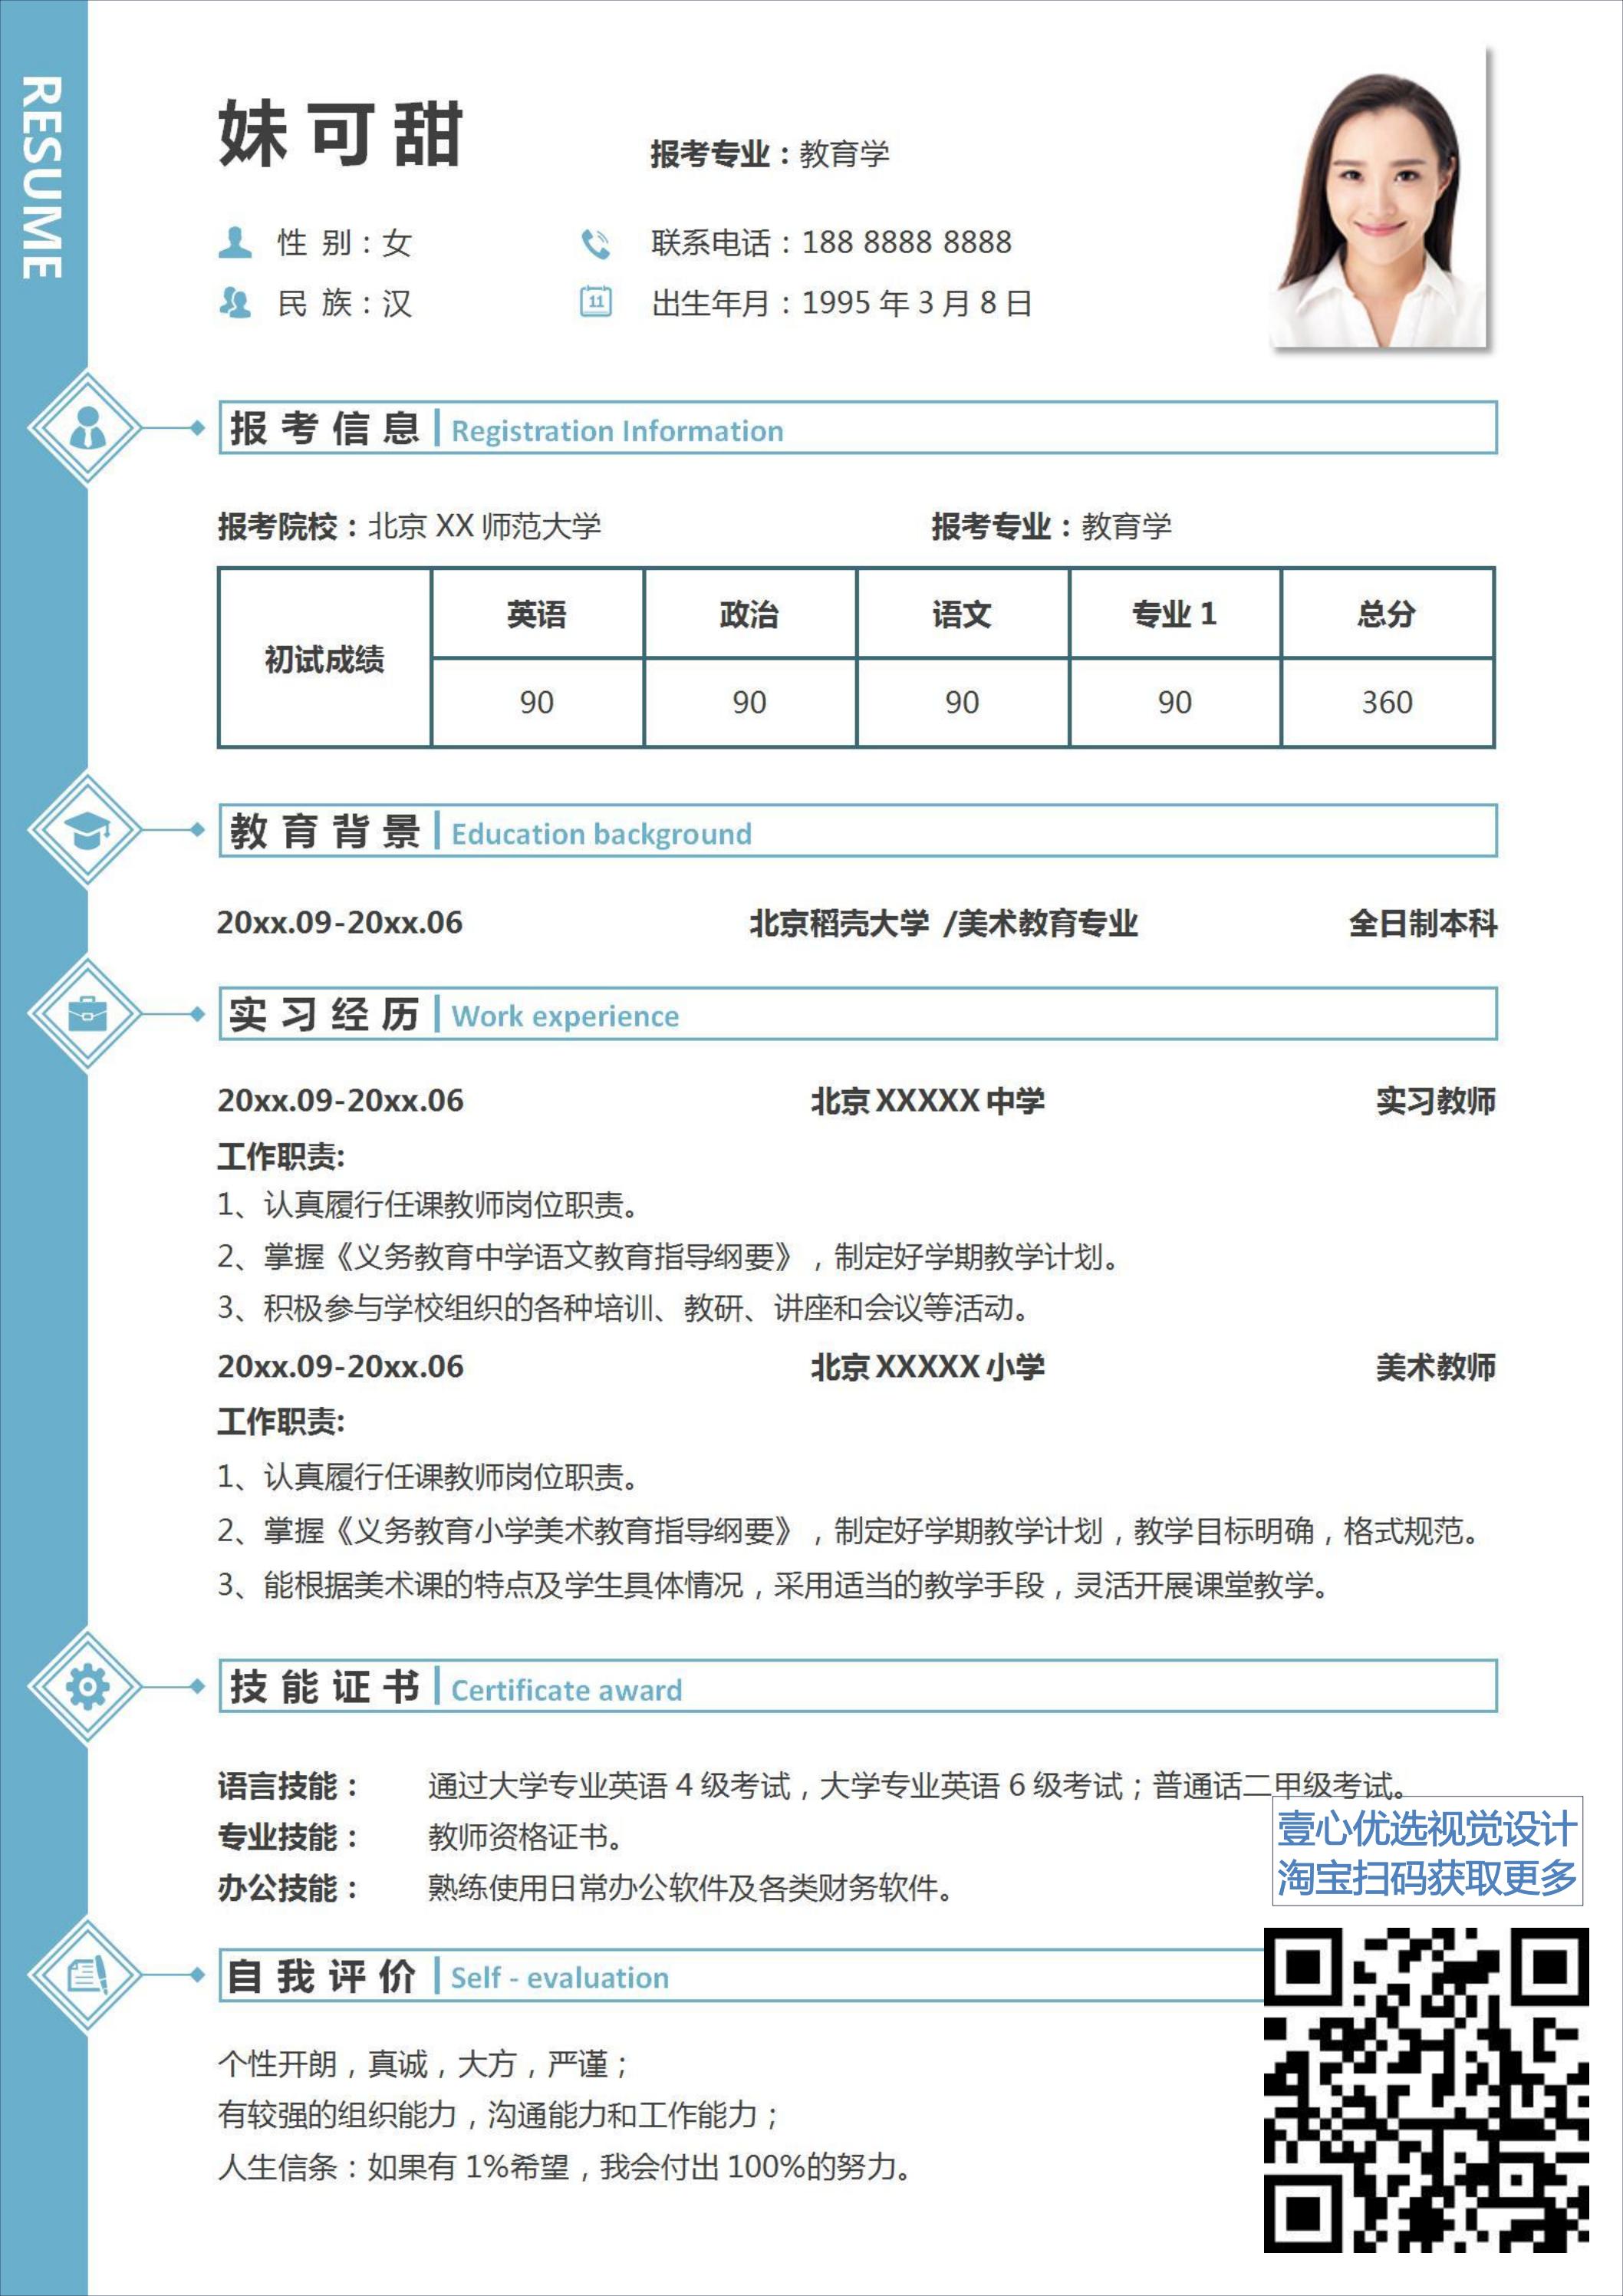 RESUME
妹可甜
报考专业：教育学
性 别：女
联系电话：188 8888 8888
民 族：汉
11
出生年月：1995 年 3 月 8 日
报考信息 Registration Information
报考院校：北京 XX 师范大学 报考专业：教育学
初试成绩 英语 政治 语文 专业 1 总分
90 90 90 90 360
教育背景 Education background
20xx.09-20xx.06 北京稻壳大学 /美术教育专业 全日制本科
实习经历 Work experience
20xx.09-20xx.06 北京 XXXXX 中学 实习教师
工作职责:
1、认真履行任课教师岗位职责。
2、掌握《义务教育中学语文教育指导纲要》，制定好学期教学计划。
3、积极参与学校组织的各种培训、教研、讲座和会议等活动。
20xx.09-20xx.06 北京 XXXXX 小学 美术教师
工作职责:
1、认真履行任课教师岗位职责。
2、掌握《义务教育小学美术教育指导纲要》，制定好学期教学计划，教学目标明确，格式规范。
3、能根据美术课的特点及学生具体情况，采用适当的教学手段，灵活开展课堂教学。
技能证书 Certificate award
语言技能： 通过大学专业英语 4 级考试，大学专业英语 6 级考试；普通话二甲级考试。
专业技能： 教师资格证书。
办公技能： 熟练使用日常办公软件及各类财务软件。
壹心优选视觉设计
淘宝扫码获取更多
自我评价 Self - evaluation
个性开朗，真诚，大方，严谨；
有较强的组织能力，沟通能力和工作能力；
人生信条：如果有 1%希望，我会付出 100%的努力。